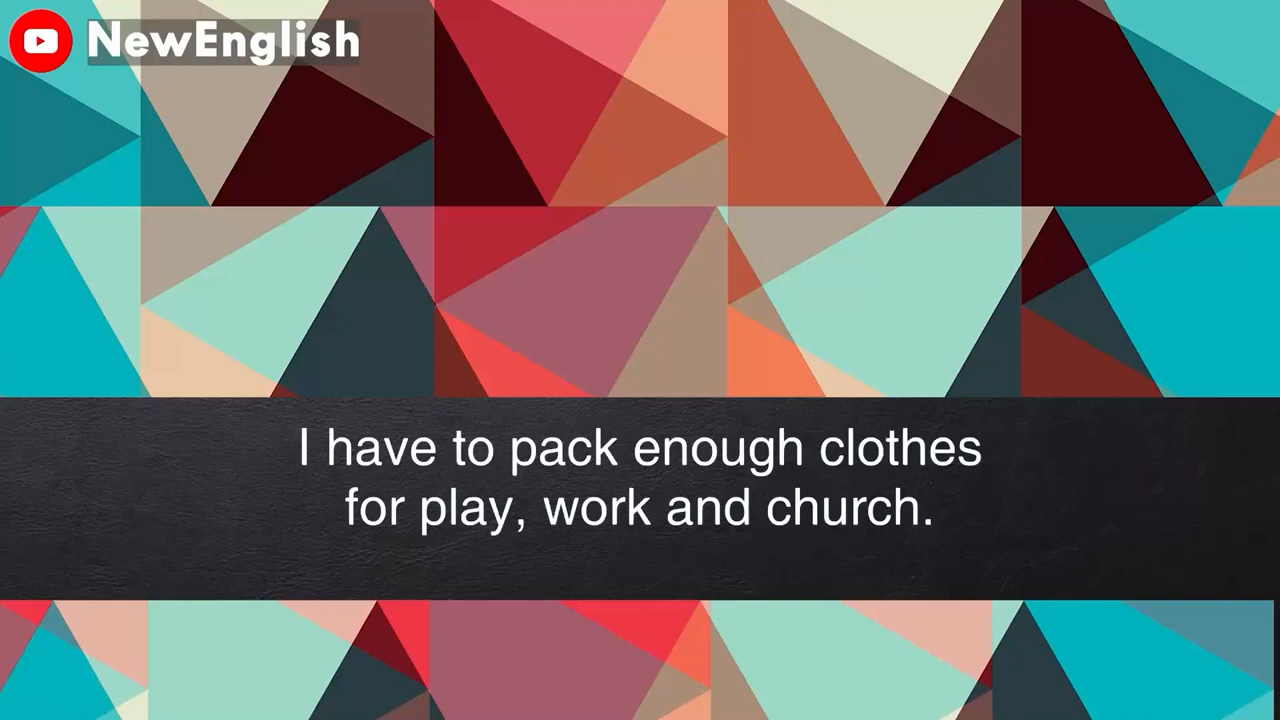 NewEnglish
I have to pack enough clothes
for play, work and church.